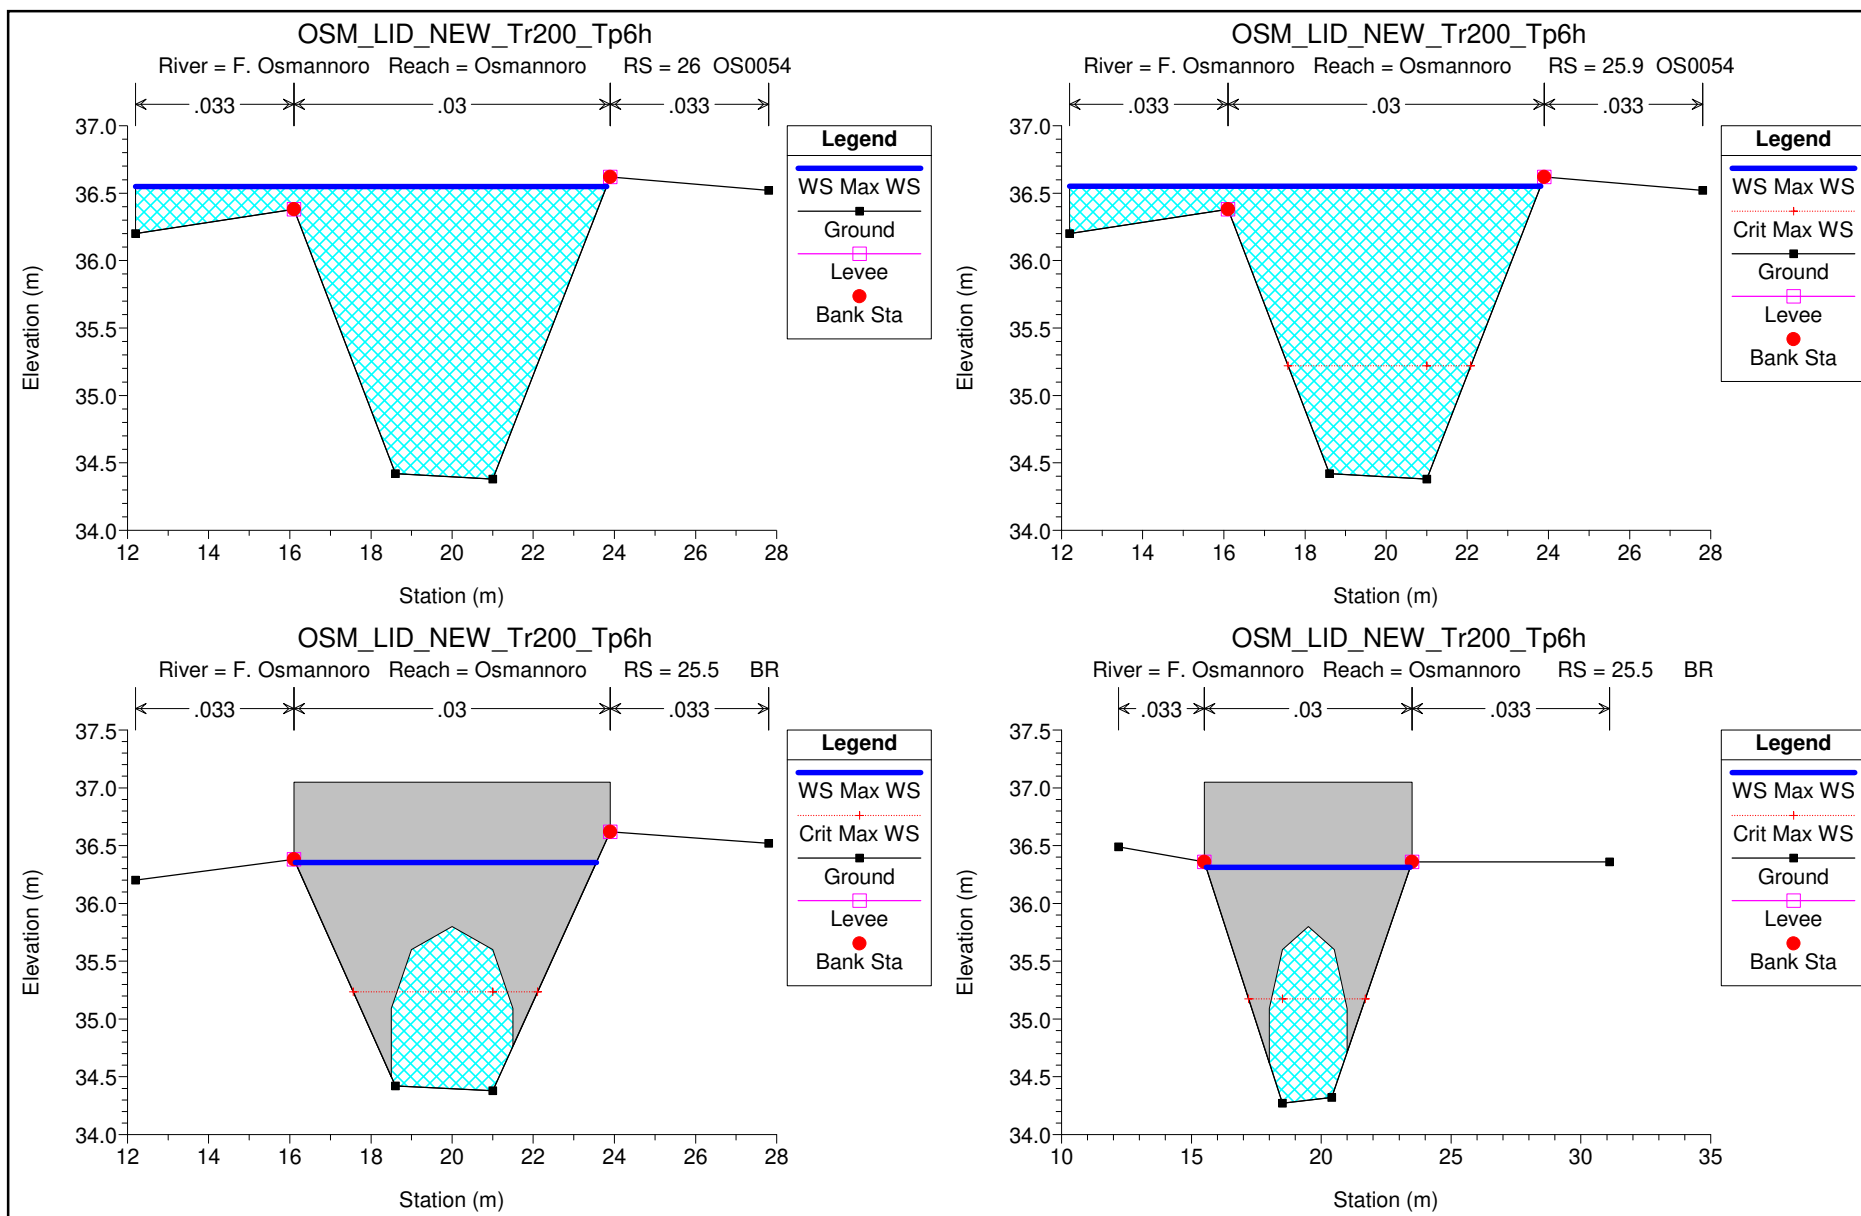 OSM_LID_NEW_Tr200_Tp6h
River = F. Osmannoro Reach = Osmannoro RS = 26 OS0054
.033 .03 .033
37.0
36.5
36.0
35.5
35.0
34.5
34.0
Elevation (m)
12 14 16 18 20 22 24 26 28
Station (m)
Legend
WS Max WS
Ground
Levee
Bank Sta
OSM_LID_NEW_Tr200_Tp6h
River = F. Osmannoro Reach = Osmannoro RS = 25.9 OS0054
.033 .03 .033
37.0
36.5
36.0
35.5
35.0
34.5
34.0
Elevation (m)
12 14 16 18 20 22 24 26 28
Station (m)
Legend
WS Max WS
Crit Max WS
Ground
Levee
Bank Sta
OSM_LID_NEW_Tr200_Tp6h
River = F. Osmannoro Reach = Osmannoro RS = 25.5 BR
.033 .03 .033
37.5
37.0
36.5
36.0
35.5
35.0
34.5
34.0
Elevation (m)
12 14 16 18 20 22 24 26 28
Station (m)
Legend
WS Max WS
Crit Max WS
Ground
Levee
Bank Sta
OSM_LID_NEW_Tr200_Tp6h
River = F. Osmannoro Reach = Osmannoro RS = 25.5 BR
.033 .03 .033
37.5
37.0
36.5
36.0
35.5
35.0
34.5
34.0
Elevation (m)
10 15 20 25 30 35
Station (m)
Legend
WS Max WS
Crit Max WS
Ground
Levee
Bank Sta